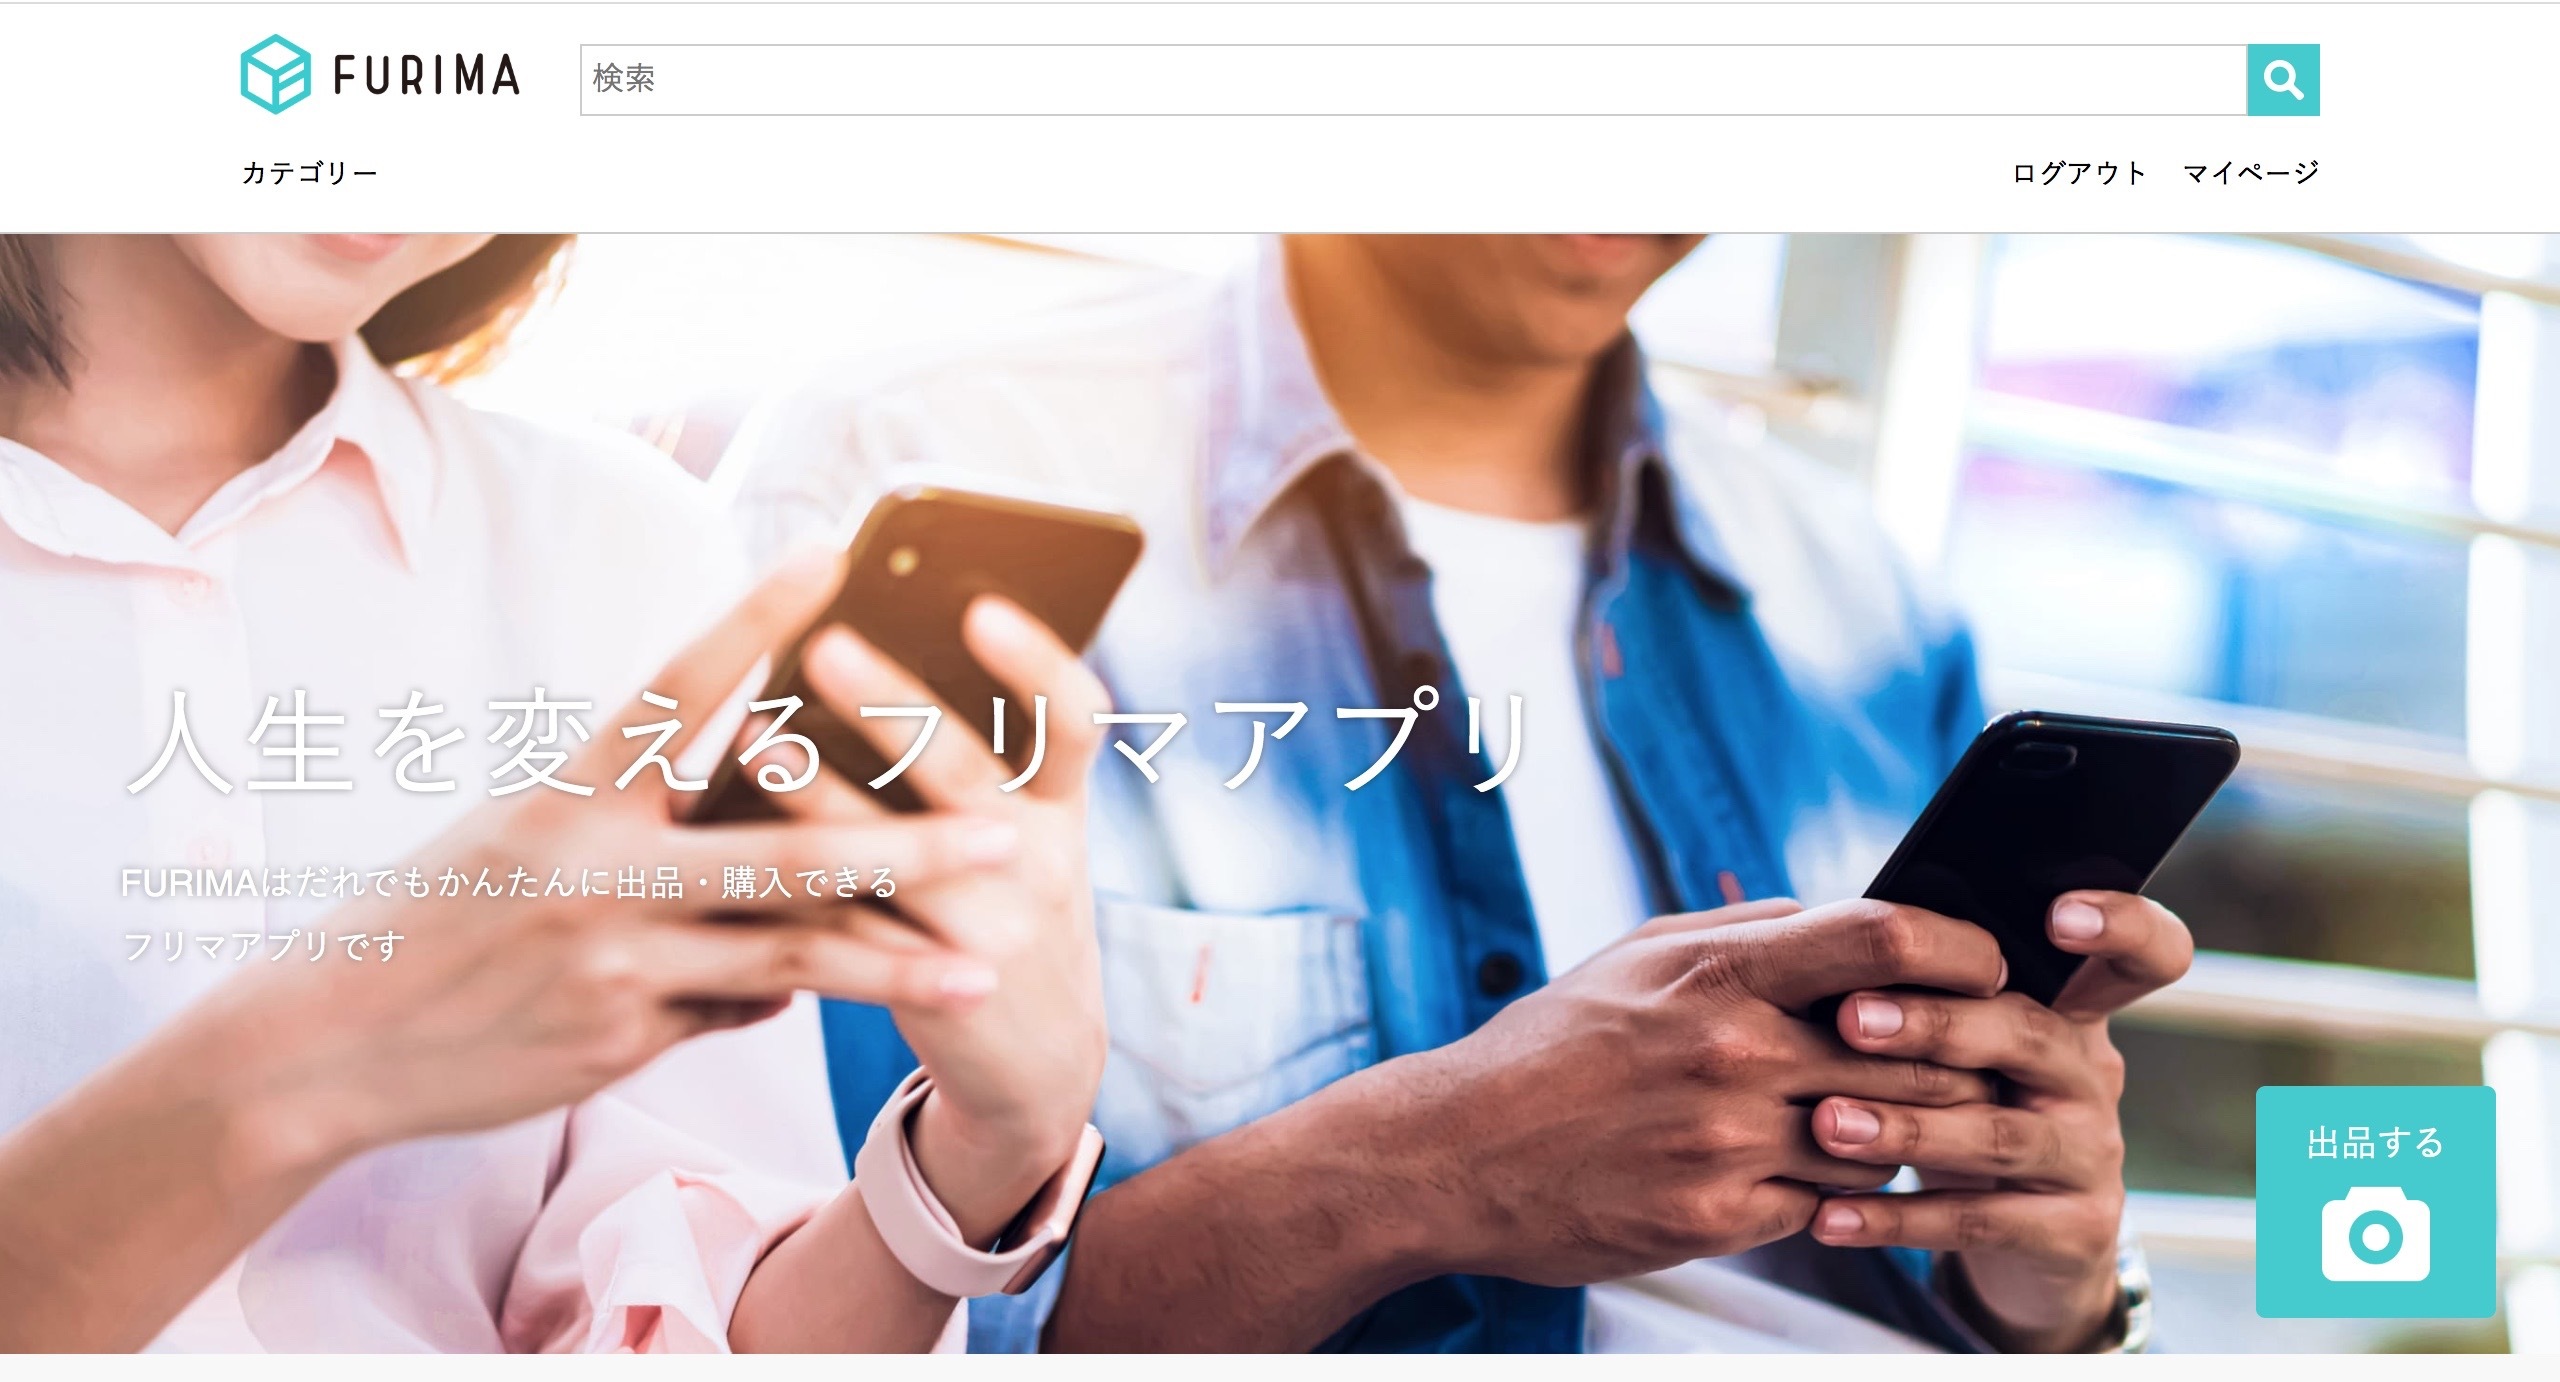 FURIMA
検索
カテゴリー
ログアウト マイページ
人生を変えるフリマアプリ
FURIMAはだれでもかんたんに出品・購入できる
フリマアプリです
出品する